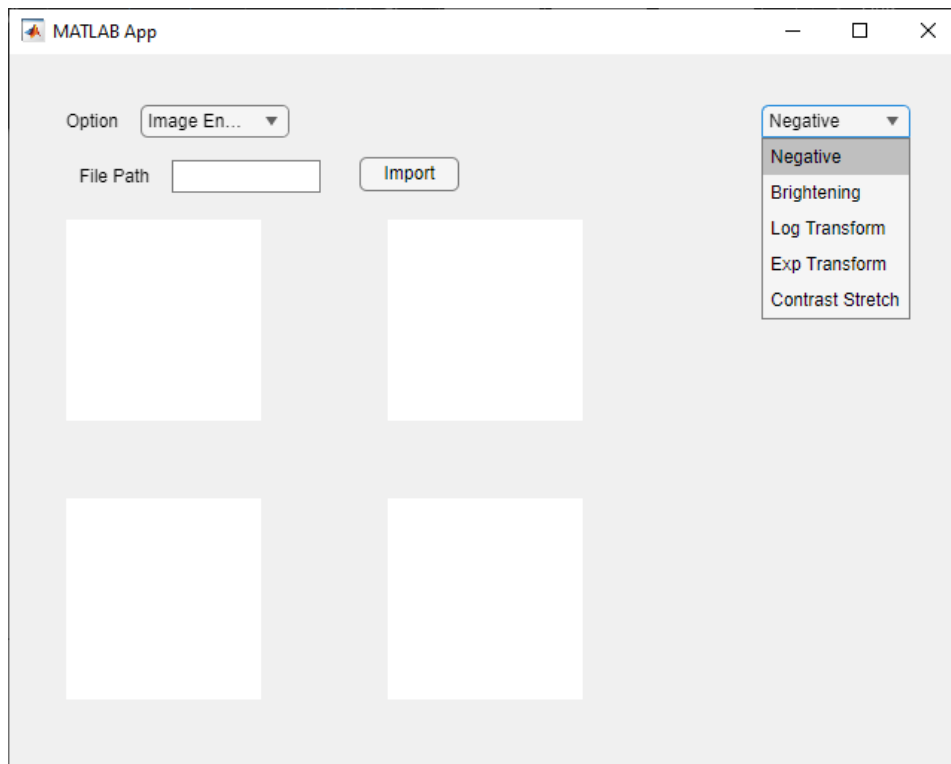 MATLAB App
Option Image En... Negative
File Path Import
Negative
Brightening
Log Transform
Exp Transform
Contrast Stretch